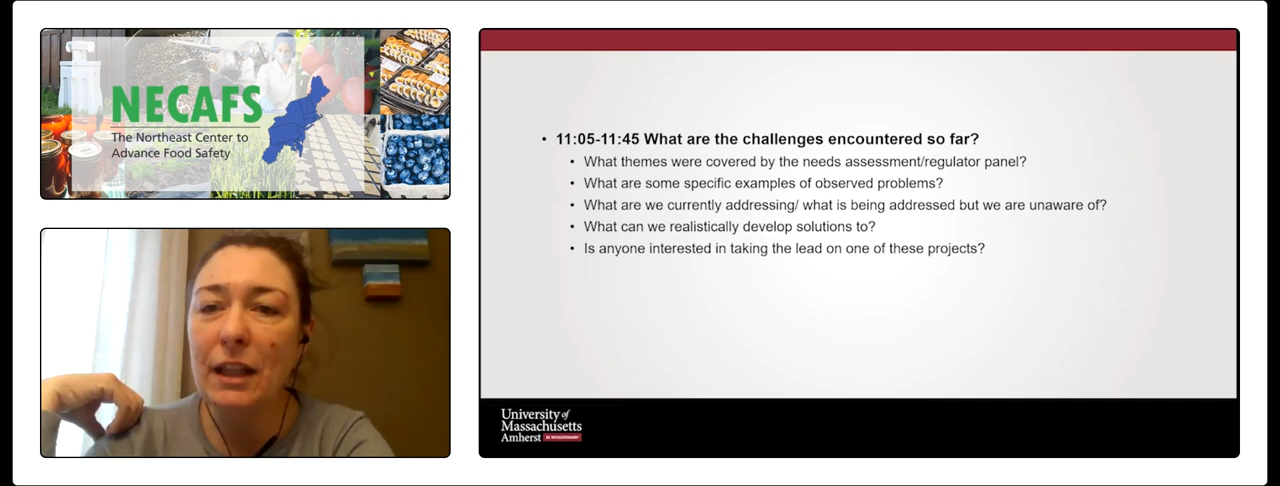 NECAFS
The Northeast Center to
Advance Food Safety
• 11:05-11:45 What are the challenges encountered so far?
• What themes were covered by the needs assessment/regulator panel?
• What are some specific examples of observed problems?
• What are we currently addressing/ what is being addressed but we are unaware of?
• What can we realistically develop solutions to?
• Is anyone interested in taking the lead on one of these projects?
University of
Massachusetts
Amherst BE REVOLUTIONARY